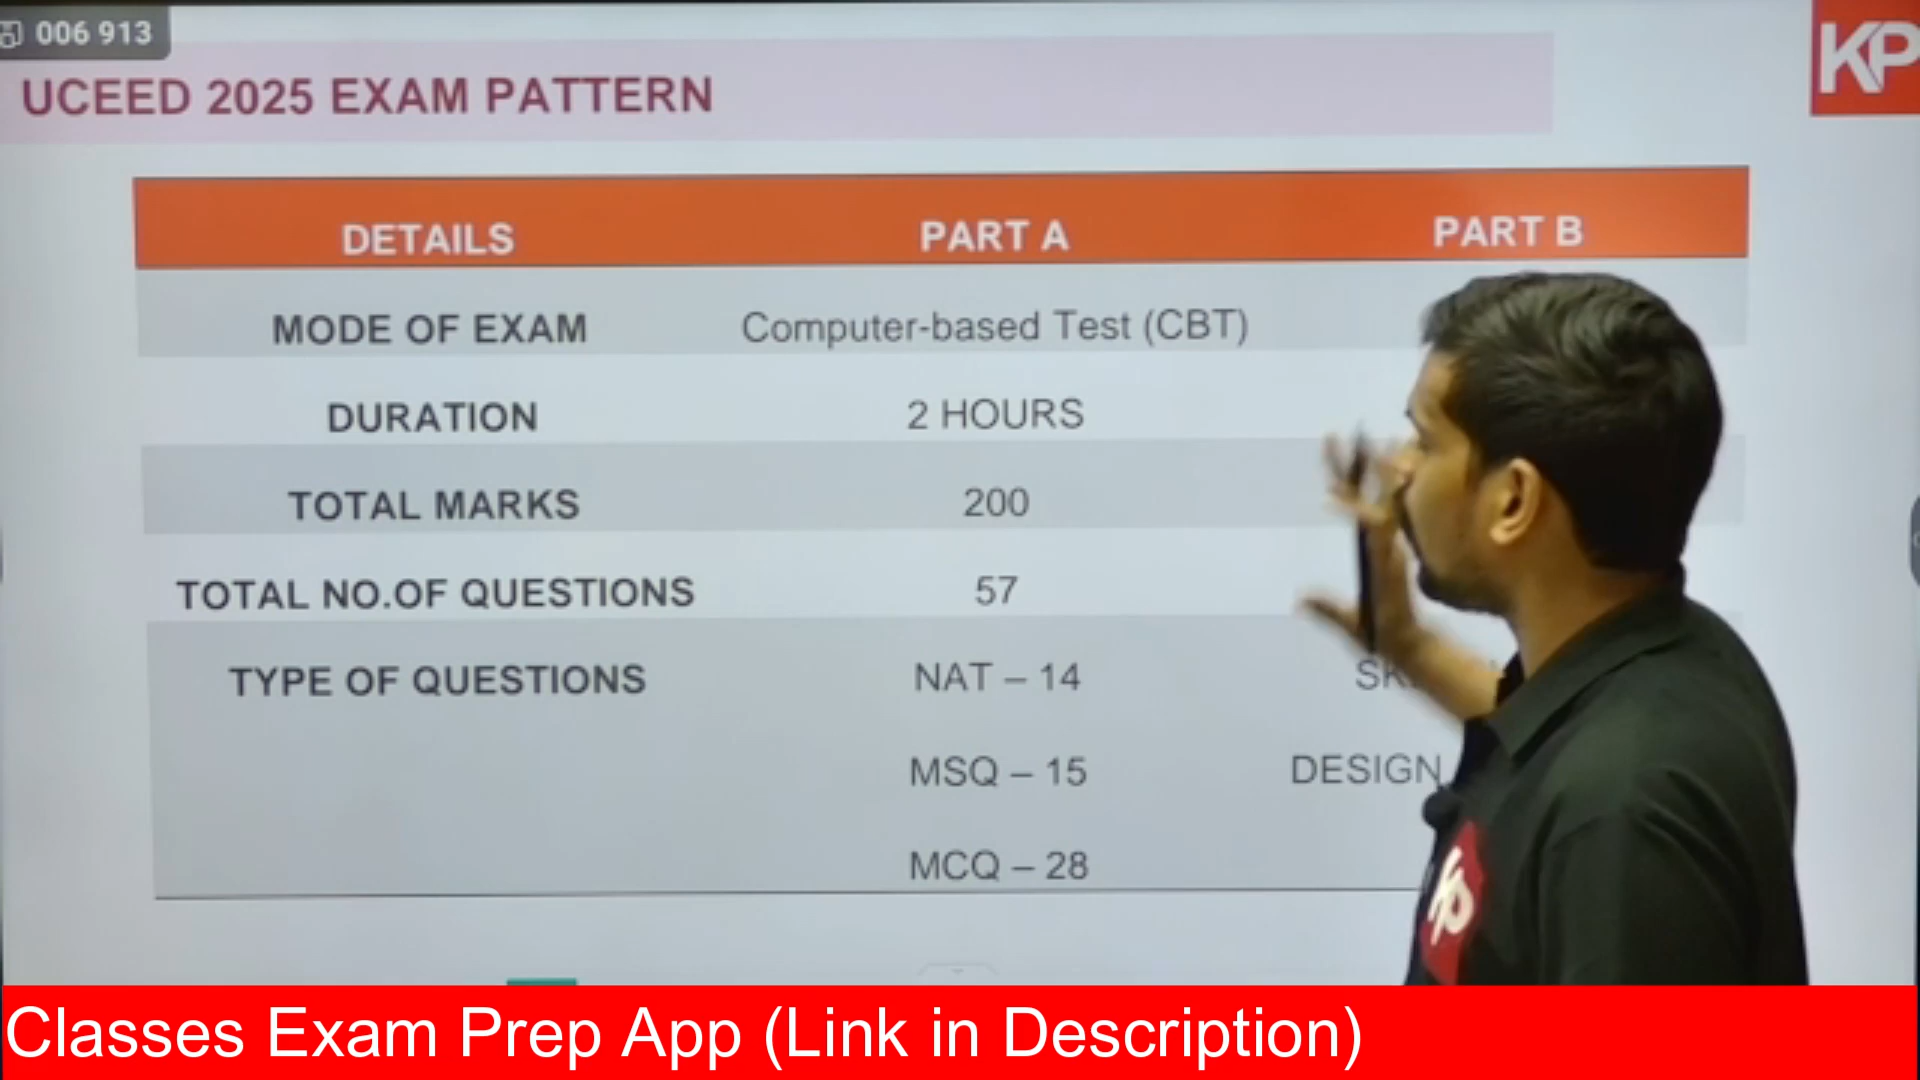 006 913
KP
UCEED 2025 EXAM PATTERN
DETAILS PART A PART B
MODE OF EXAM Computer-based Test (CBT)
DURATION 2 HOURS
TOTAL MARKS 200
TOTAL NO.OF QUESTIONS 57
TYPE OF QUESTIONS NAT – 14
MSQ – 15 DESIGN
MCQ – 28
KP
Classes Exam Prep App (Link in Description)